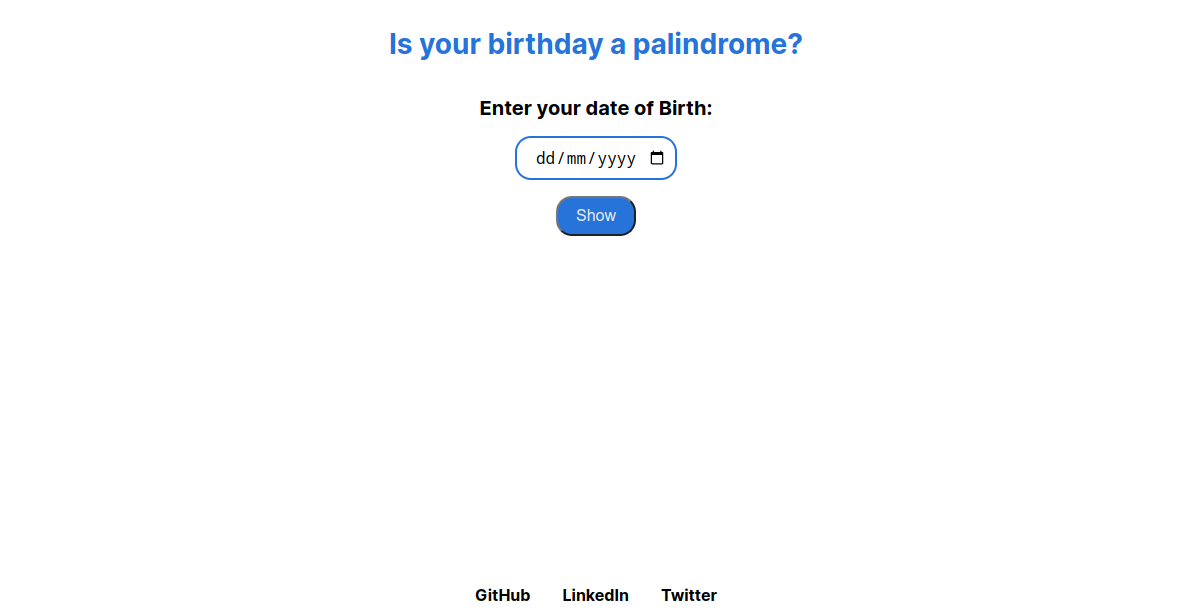 Is your birthday a palindrome?
Enter your date of Birth:
dd/mm/yyyy
Show
GitHub LinkedIn Twitter